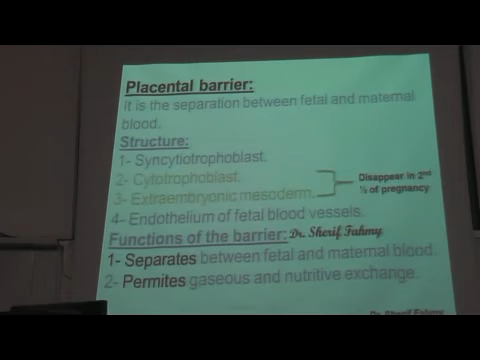 Placental barrier:
It is the separation between fetal and maternal
blood.
Structure:
1- Syncytiotrophoblast.
2- Cytotrophoblast.
3- Extraembryonic mesoderm.
Disappear in 2nd
½ of pregnancy
4- Endothelium of fetal blood vessels.
Functions of the barrier: Dr. Sherif Fahmy
1- Separates between fetal and maternal blood.
2- Permites gaseous and nutritive exchange.
Dr. Sherif Fahmy